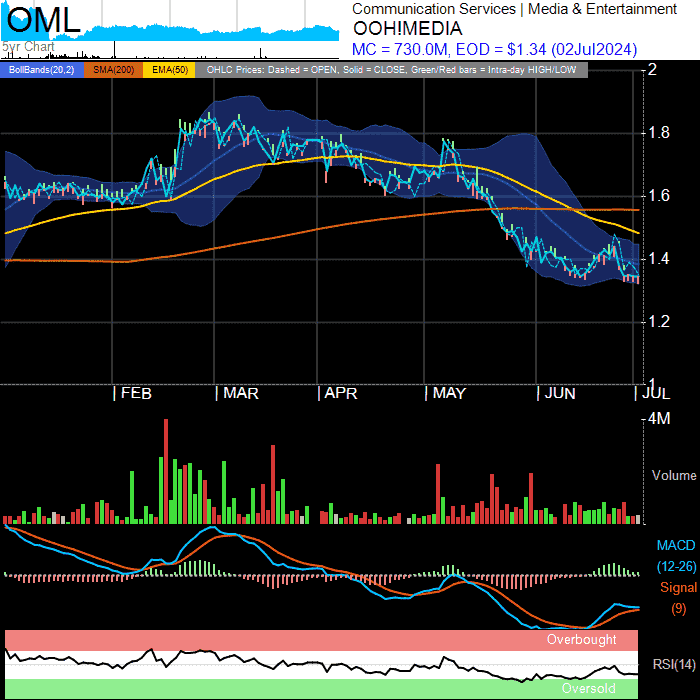 OML
5yr Chart
Communication Services | Media & Entertainment
OOH!MEDIA
MC = 730.0M, EOD = $1.34 (02Jul2024)
BollBands(20,2) SMA(200) EMA(50) OHLC Prices: Dashed = OPEN, Solid = CLOSE, Green/Red bars = Intra-day HIGH/LOW
2
1.8
1.6
1.4
1.2
1
| FEB | MAR | APR | MAY | JUN | JUL
4M
Volume
MACD
(12-26)
Signal
(9)
Overbought
RSI(14)
Oversold